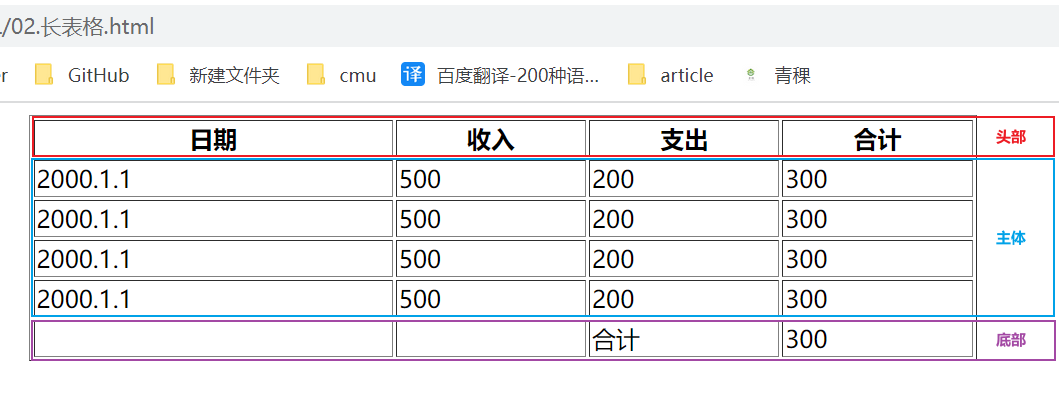 /02.长表格.html
er GitHub 新建文件夹 cmu 译 百度翻译-200种语... article 青稞
日期 收入 支出 合计 头部
2000.1.1 500 200 300
2000.1.1 500 200 300
主体
2000.1.1 500 200 300
2000.1.1 500 200 300
合计 300 底部